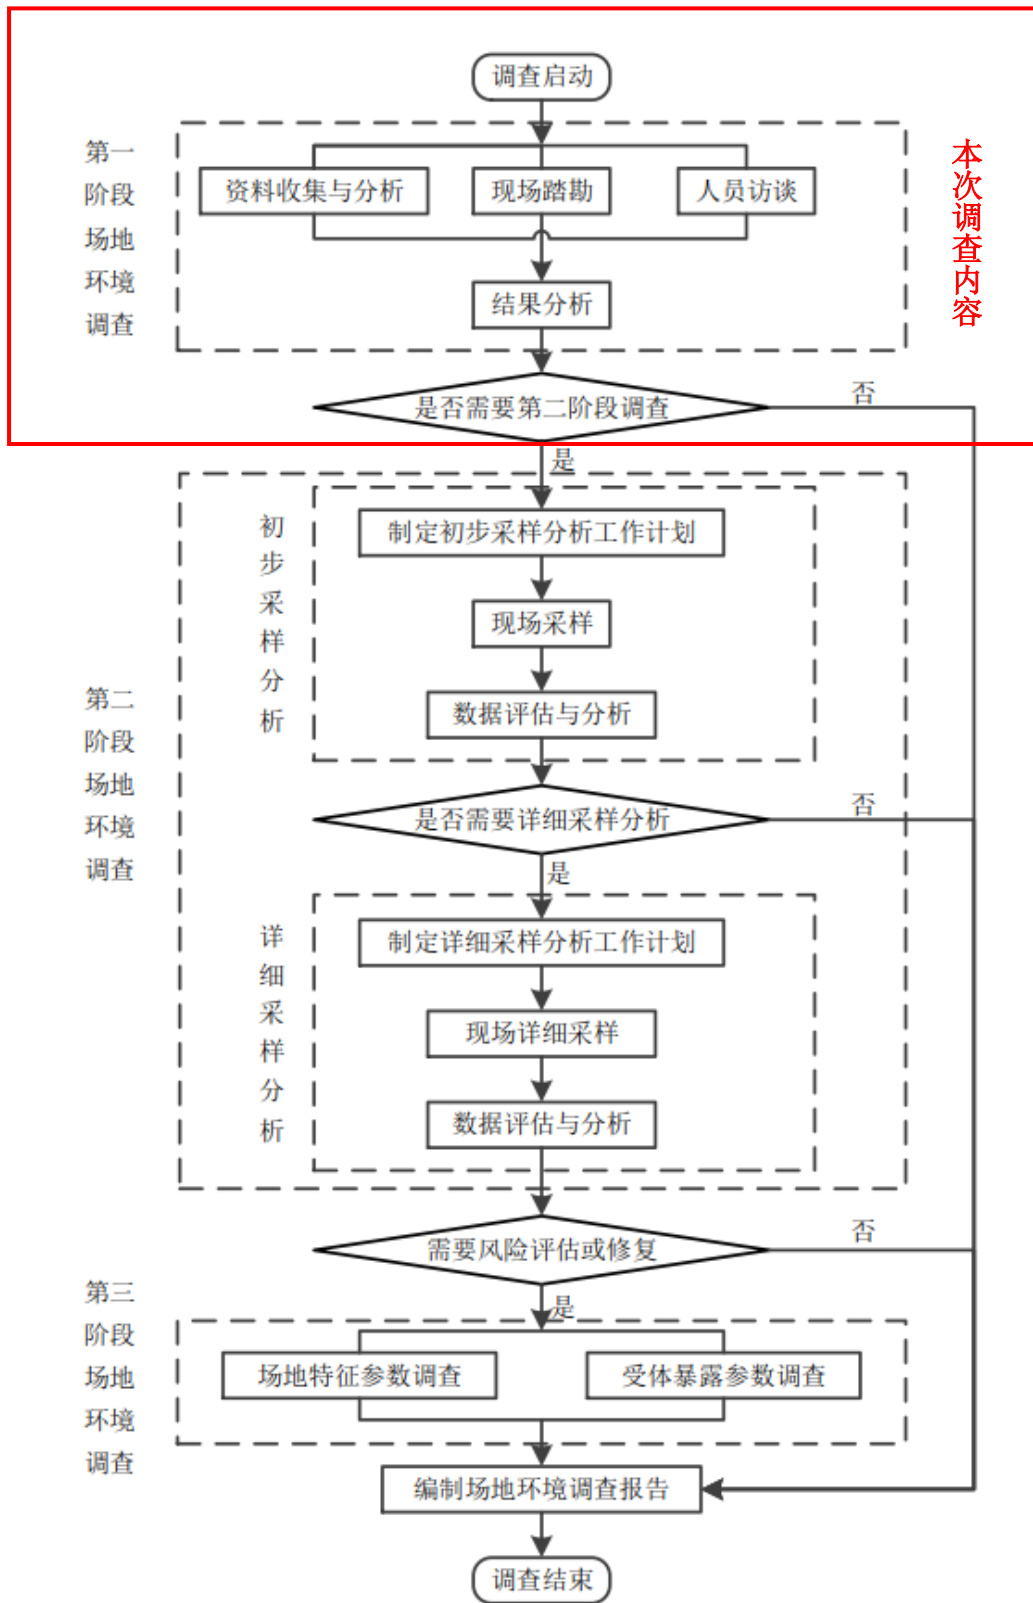 调查启动
第一
阶段
场地
环境
调查
资料收集与分析
现场踏勘
人员访谈
本次调查内容
结果分析
是否需要第二阶段调查
否
是
第二
阶段
场地
环境
调查
初步采样分析
制定初步采样分析工作计划
现场采样
数据评估与分析
是否需要详细采样分析
否
是
详细采样分析
制定详细采样分析工作计划
现场详细采样
数据评估与分析
需要风险评估或修复
否
是
第三
阶段
场地
环境
调查
场地特征参数调查
受体暴露参数调查
编制场地环境调查报告
调查结束